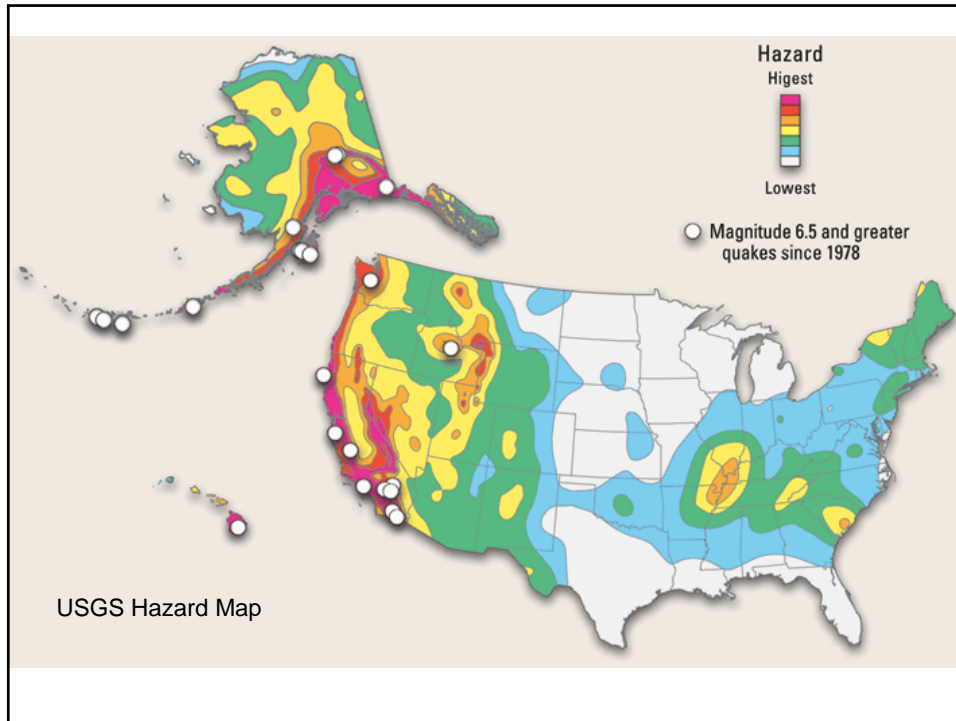 Hazard
Higest
Lowest
Magnitude 6.5 and greater
quakes since 1978
USGS Hazard Map